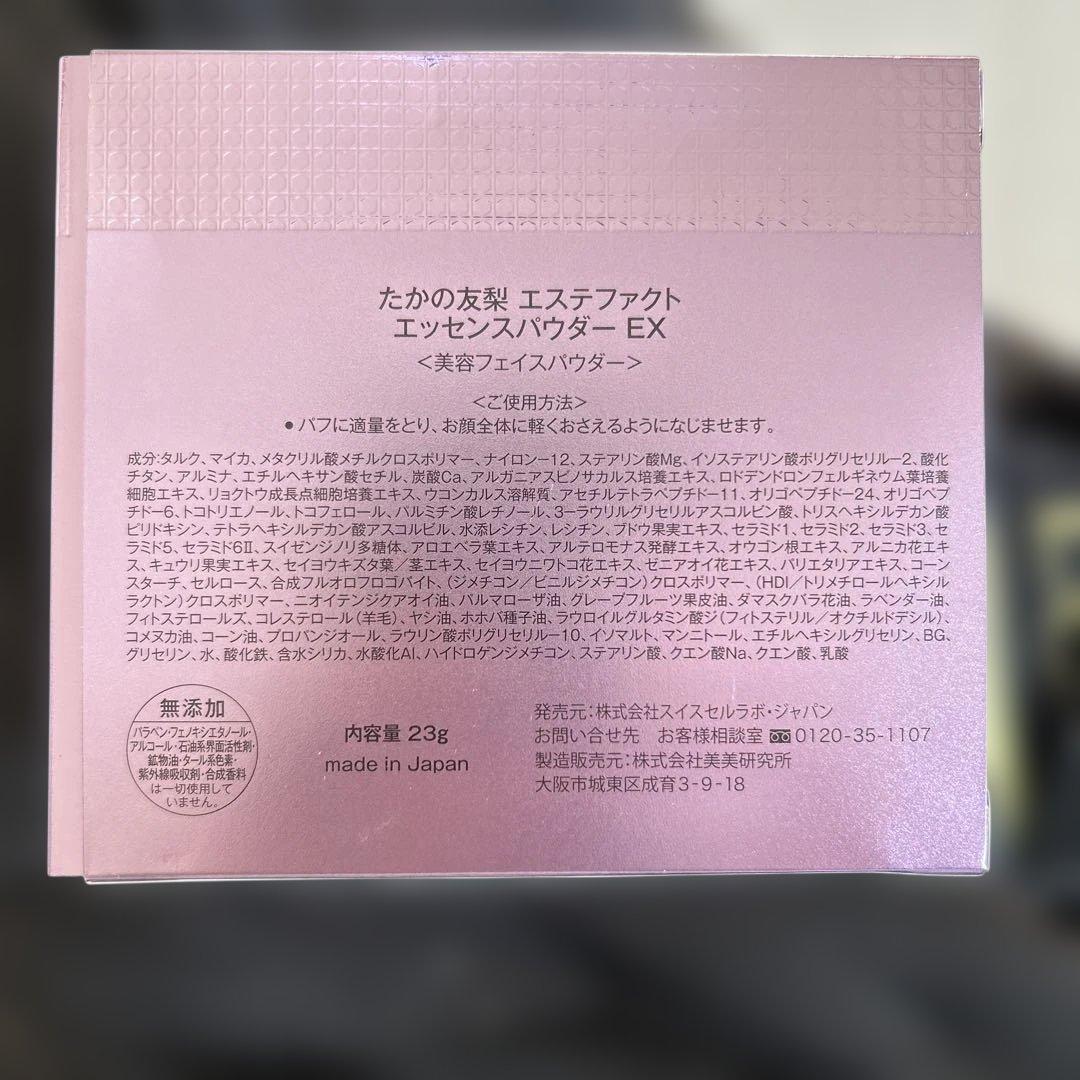 たかの友梨 エステファクト
エッセンスパウダー EX
＜美容フェイスパウダー＞
＜ご使用方法＞
●パフに適量をとり、お顔全体に軽くおさえるようになじませます。
成分:タルク、マイカ、メタクリル酸メチルクロスポリマー、ナイロン-12、ステアリン酸Mg、イソステアリン酸ポリグリセリル-2、酸化
チタン、アルミナ、エチルヘキサン酸セチル、炭酸Ca、アルガニアスピノサカルス培養エキス、ロドデンドロンフェルギネウム葉培養
細胞エキス、リョクトウ成長点細胞培養エキス、ウコンカルス溶解質、アセチルテトラペプチド-11、オリゴペプチド-24、オリゴペプ
チド-6、トコトリエノール、トコフェロール、パルミチン酸レチノール、3-ラウリルグリセリルアスコルビン酸、トリスヘキシルデカン酸
ピリドキシン、テトラヘキシルデカン酸アスコルビル、水添レシチン、レシチン、ブドウ果実エキス、セラミド1、セラミド2、セラミド3、セ
ラミド5、セラミド6Ⅱ、スイゼンジノリ多糖体、アロエベラ葉エキス、アルテロモナス発酵エキス、オウゴン根エキス、アルニカ花エキ
ス、キュウリ果実エキス、セイヨウキズタ葉／茎エキス、セイヨウニワトコ花エキス、ゼニアオイ花エキス、パリエタリアエキス、コーン
スターチ、セルロース、合成フルオロフロゴパイト、(ジメチコン／ビニルジメチコン)クロスポリマー、(HDI／トリメチロールヘキシル
ラクトン)クロスポリマー、ニオイテンジクアオイ油、パルマローザ油、グレープフルーツ果皮油、ダマスクバラ花油、ラベンダー油、
フィトステロールズ、コレステロール(羊毛)、ヤシ油、ホホバ種子油、ラウロイルグルタミン酸ジ(フィトステリル／オクチルドデシル)、
コメヌカ油、コーン油、プロパンジオール、ラウリン酸ポリグリセリル-10、イソマルト、マンニトール、エチルヘキシルグリセリン、BG、
グリセリン、水、酸化鉄、含水シリカ、水酸化Al、ハイドロゲンジメチコン、ステアリン酸、クエン酸Na、クエン酸、乳酸
無添加
パラベン・フェノキシエタノール・
アルコール・石油系界面活性剤・
鉱物油・タール系色素・
紫外線吸収剤・合成香料
は一切使用して
いません。
内容量 23g
made in Japan
発売元:株式会社スイスセルラボ・ジャパン
お問い合せ先 お客様相談室 0120-35-1107
製造販売元:株式会社美美研究所
大阪市城東区成育3-9-18